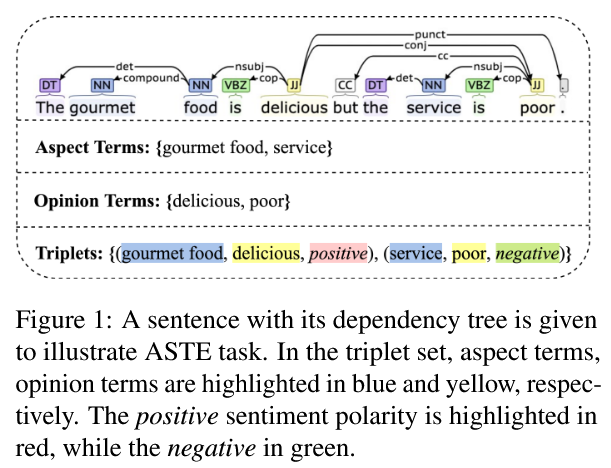 punct
conj
cc
det nsubj nsubj
DT NN compound NN VBZ cop JJ CC DT det NN VBZ cop JJ .
The gourmet food is delicious but the service is poor .
Aspect Terms: {gourmet food, service}
Opinion Terms: {delicious, poor}
Triplets: {(gourmet food, delicious, positive), (service, poor, negative)}
Figure 1: A sentence with its dependency tree is given
to illustrate ASTE task. In the triplet set, aspect terms,
opinion terms are highlighted in blue and yellow, respec-
tively. The positive sentiment polarity is highlighted in
red, while the negative in green.